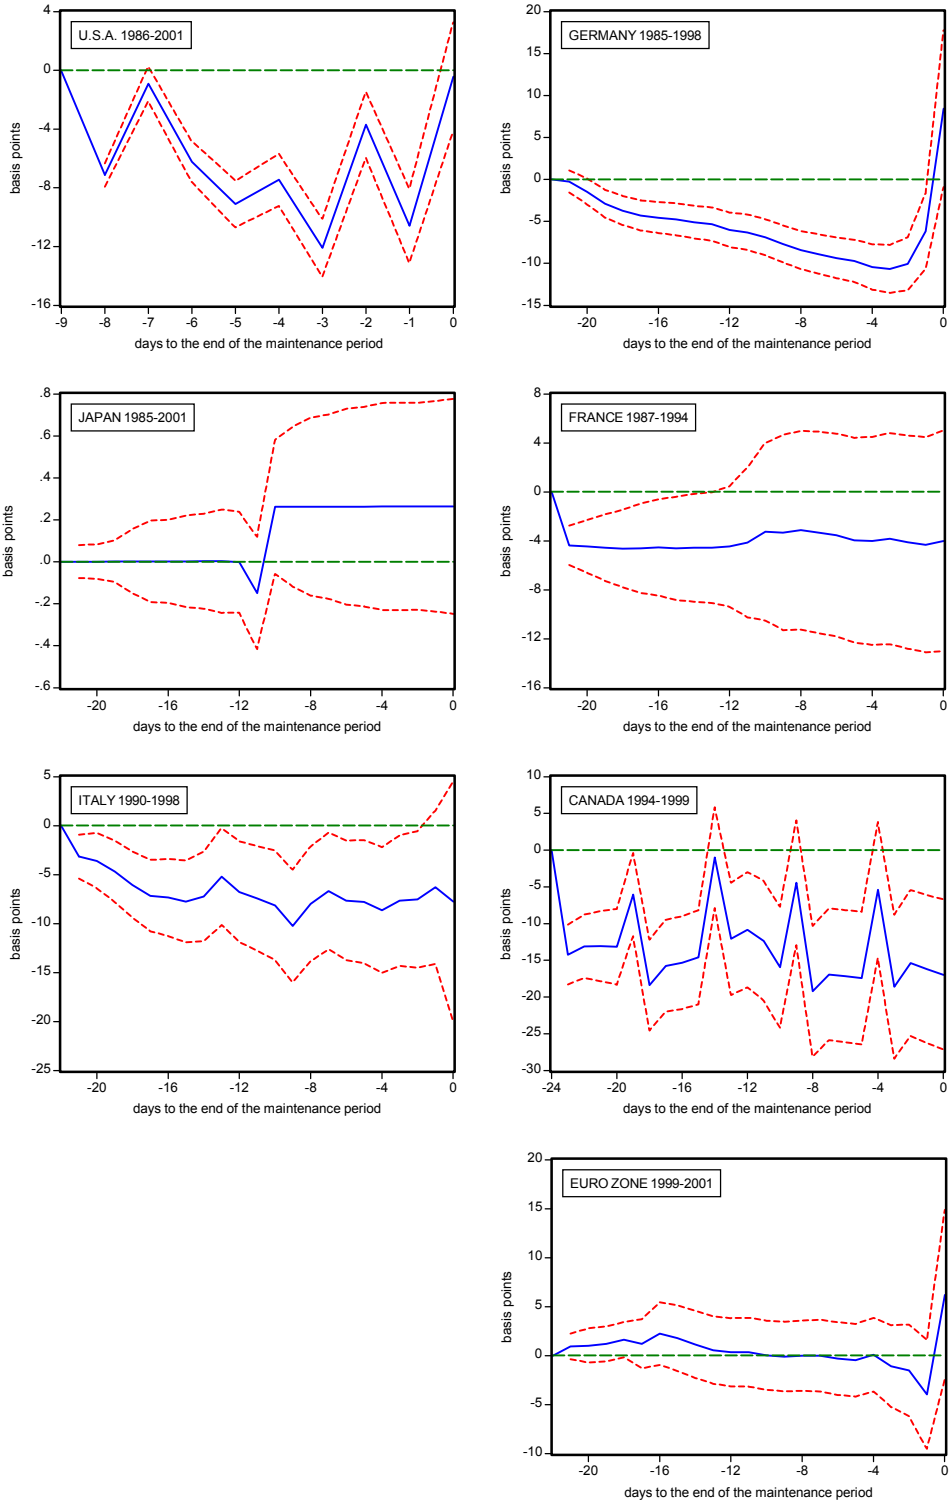 U.S.A. 1986-2001
4
0
-4
-8
-12
-16
basis points
-9 -8 -7 -6 -5 -4 -3 -2 -1 0
days to the end of the maintenance period
GERMANY 1985-1998
20
15
10
5
0
-5
-10
-15
basis points
-20 -16 -12 -8 -4 0
days to the end of the maintenance period
JAPAN 1985-2001
.8
.6
.4
.2
.0
-.2
-.4
-.6
basis points
-20 -16 -12 -8 -4 0
days to the end of the maintenance period
FRANCE 1987-1994
8
4
0
-4
-8
-12
-16
basis points
-20 -16 -12 -8 -4 0
days to the end of the maintenance period
ITALY 1990-1998
5
0
-5
-10
-15
-20
-25
basis points
-20 -16 -12 -8 -4 0
days to the end of the maintenance period
CANADA 1994-1999
10
5
0
-5
-10
-15
-20
-25
-30
basis points
-24 -20 -16 -12 -8 -4 0
days to the end of the maintenance period
EURO ZONE 1999-2001
20
15
10
5
0
-5
-10
basis points
-20 -16 -12 -8 -4 0
days to the end of the maintenance period